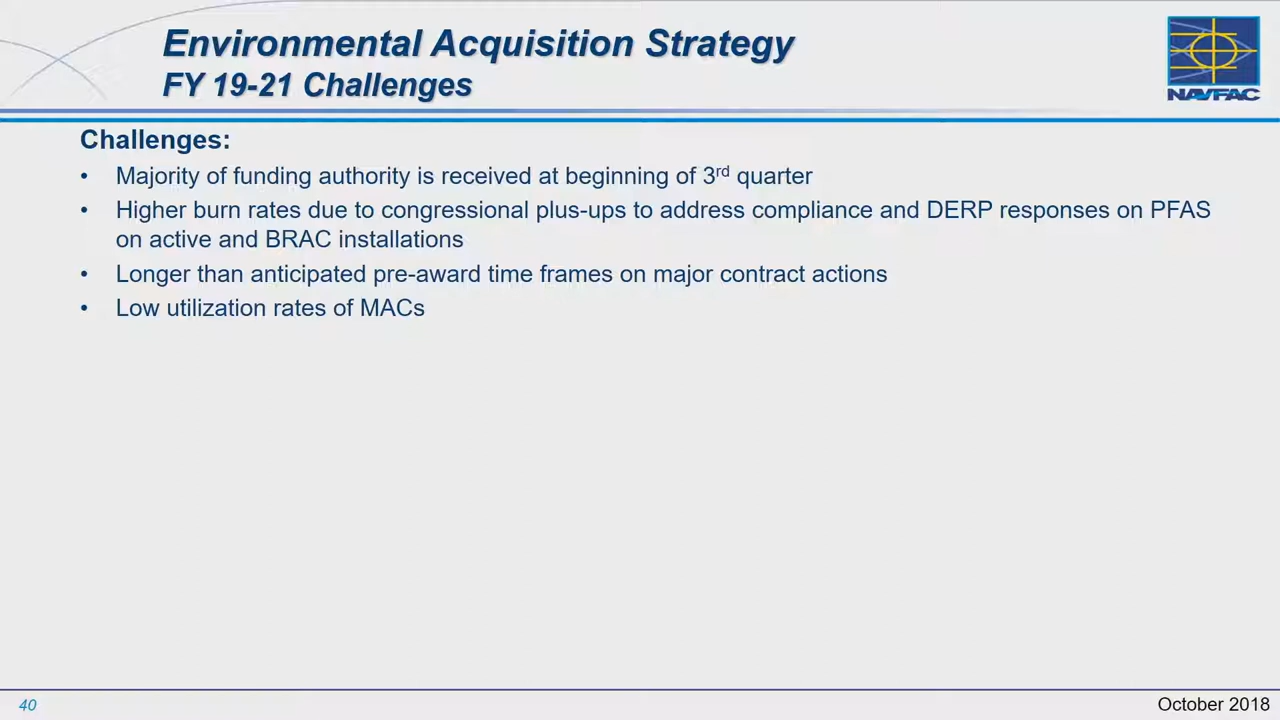 Environmental Acquisition Strategy
FY 19-21 Challenges
NAVFAC
Challenges:
• Majority of funding authority is received at beginning of 3rd quarter
• Higher burn rates due to congressional plus-ups to address compliance and DERP responses on PFAS
on active and BRAC installations
• Longer than anticipated pre-award time frames on major contract actions
• Low utilization rates of MACs
40
October 2018